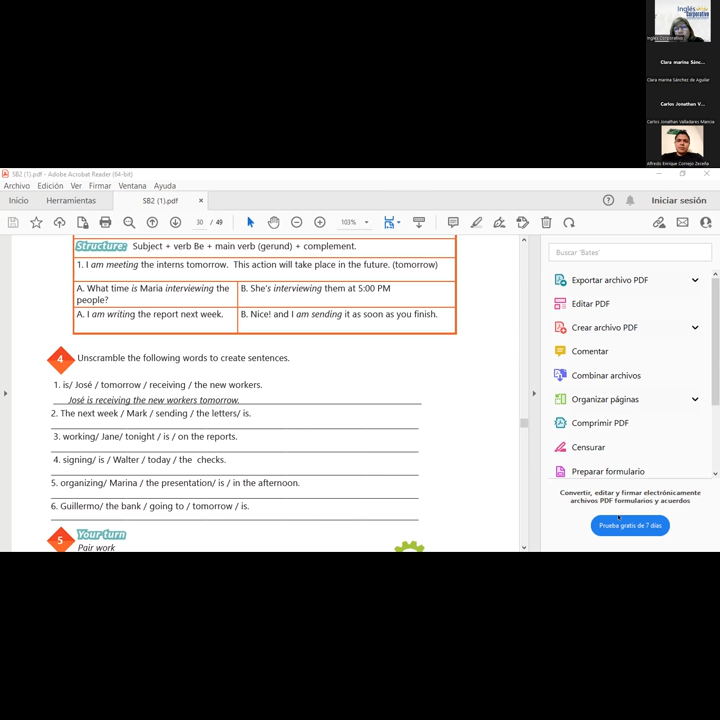 Inglés
Corporativo
Inglés Corporativo
Clara marina Sánc...
Clara marina Sánchez de Aguilar
Carlos Jonathan V...
Carlos Jonathan Valladares Mancia
Alfredo Enrique Cornejo Zeceña
SB2 (1).pdf - Adobe Acrobat Reader (64-bit)
Archivo Edición Ver Firmar Ventana Ayuda
Inicio Herramientas SB2 (1).pdf × Iniciar sesión
30 / 49 103%
Structure: Subject + verb Be + main verb (gerund) + complement.
1. I am meeting the interns tomorrow. This action will take place in the future. (tomorrow)
A. What time is Maria interviewing the
people?
B. She's interviewing them at 5:00 PM
A. I am writing the report next week.
B. Nice! and I am sending it as soon as you finish.
4 Unscramble the following words to create sentences.
1. is/ José / tomorrow / receiving / the new workers.
José is receiving the new workers tomorrow.
2. The next week / Mark / sending / the letters/ is.
3. working/ Jane/ tonight / is / on the reports.
4. signing/ is / Walter / today / the checks.
5. organizing/ Marina / the presentation/ is / in the afternoon.
6. Guillermo/ the bank / going to / tomorrow / is.
5 Your turn
Pair work
Buscar 'Bates'
Exportar archivo PDF
Editar PDF
Crear archivo PDF
Comentar
Combinar archivos
Organizar páginas
Comprimir PDF
Censurar
Preparar formulario
Convertir, editar y firmar electrónicamente
archivos PDF formularios y acuerdos
Prueba gratis de 7 días